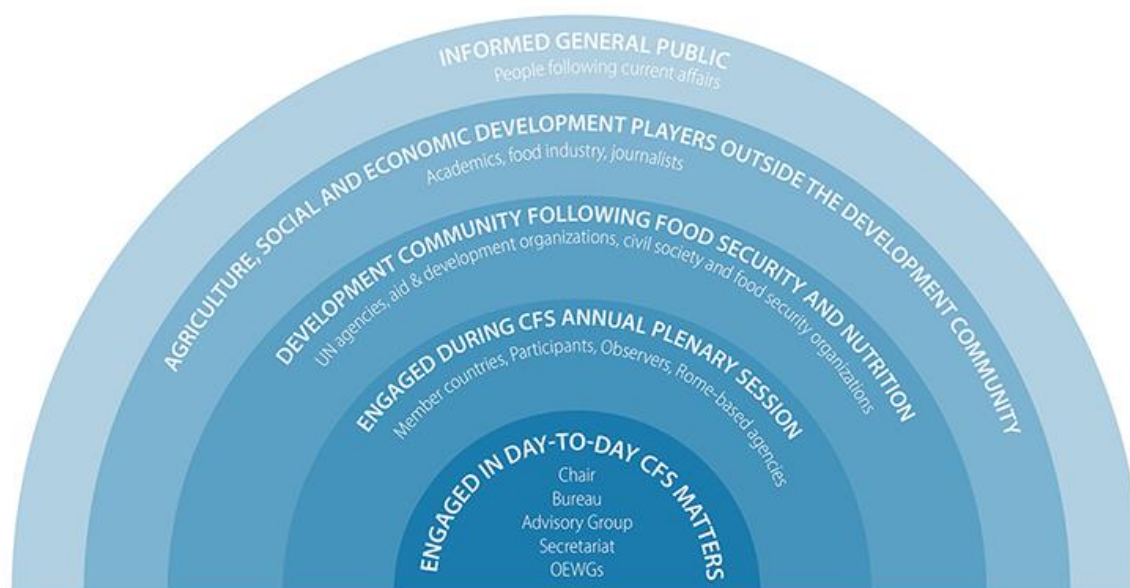 INFORMED GENERAL PUBLIC
People following current affairs
AGRICULTURE, SOCIAL AND ECONOMIC DEVELOPMENT PLAYERS OUTSIDE THE DEVELOPMENT COMMUNITY
Academics, food industry, journalists
DEVELOPMENT COMMUNITY FOLLOWING FOOD SECURITY AND NUTRITION
UN agencies, aid & development organizations, civil society and food security organizations
ENGAGED DURING CFS ANNUAL PLENARY SESSION
Member countries, Participants, Observers, Rome-based agencies
ENGAGED IN DAY-TO-DAY CFS MATTERS
Chair
Bureau
Advisory Group
Secretariat
OEWGs